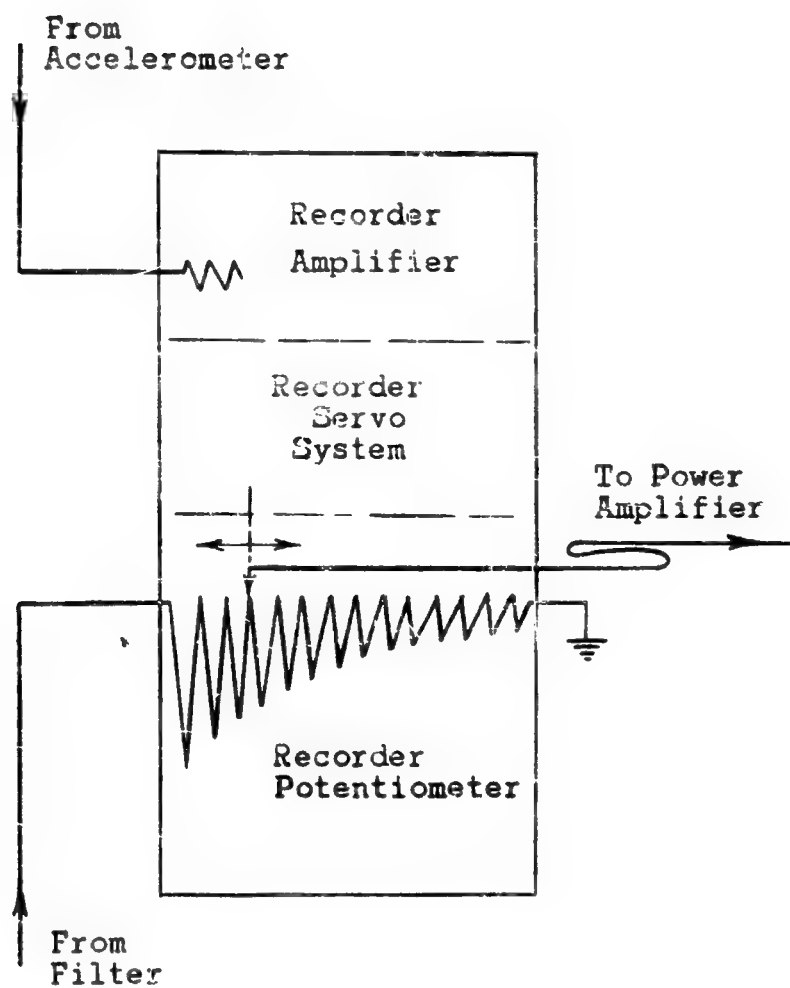 From
Accelerometer
Recorder
Amplifier
Recorder
Servo
System
To Power
Amplifier
Recorder
Potentiometer
From
Filter